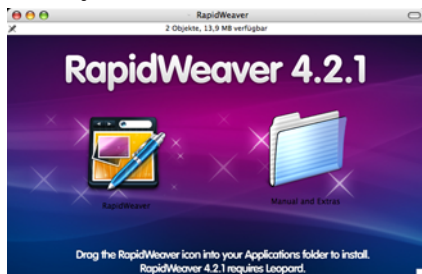 RapidWeaver
2 Objekte, 13,9 MB verfügbar
RapidWeaver 4.2.1
RapidWeaver
Manual and Extras
Drag the RapidWeaver icon into your Applications folder to install.
RapidWeaver 4.2.1 requires Leopard.